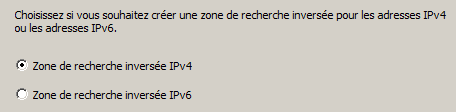 Choisissez si vous souhaitez créer une zone de recherche inversée pour les adresses IPv4
ou les adresses IPv6.
Zone de recherche inversée IPv4
Zone de recherche inversée IPv6